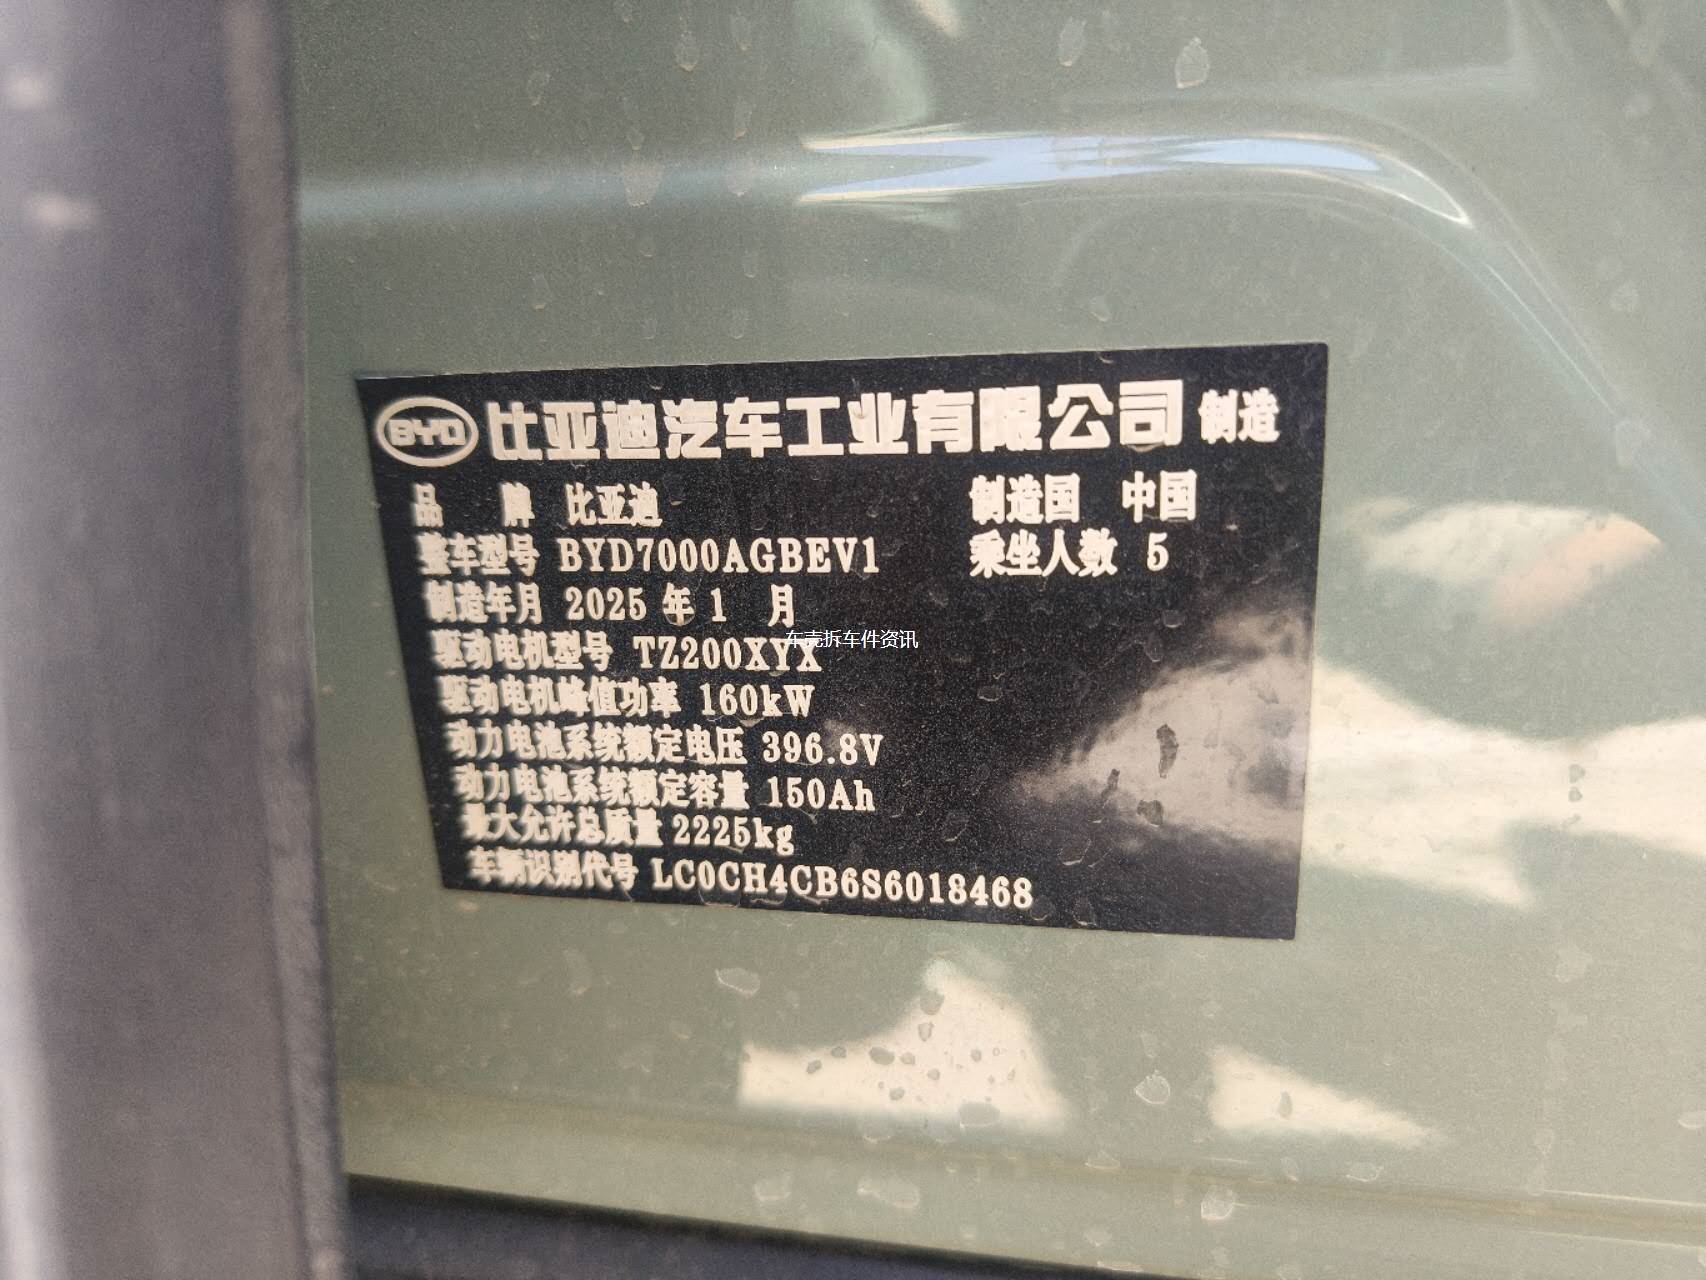 BYD 比亚迪汽车工业有限公司 制造
品 牌 比亚迪 制造国 中国
整车型号 BYD7000AGBEV1 乘坐人数 5
制造年月 2025 年 1 月
车壳拆车件资讯
驱动电机型号 TZ200XYX
驱动电机峰值功率 160kW
动力电池系统额定电压 396.8V
动力电池系统额定容量 150Ah
最大允许总质量 2225kg
车辆识别代号 LC0CH4CB6S6018468